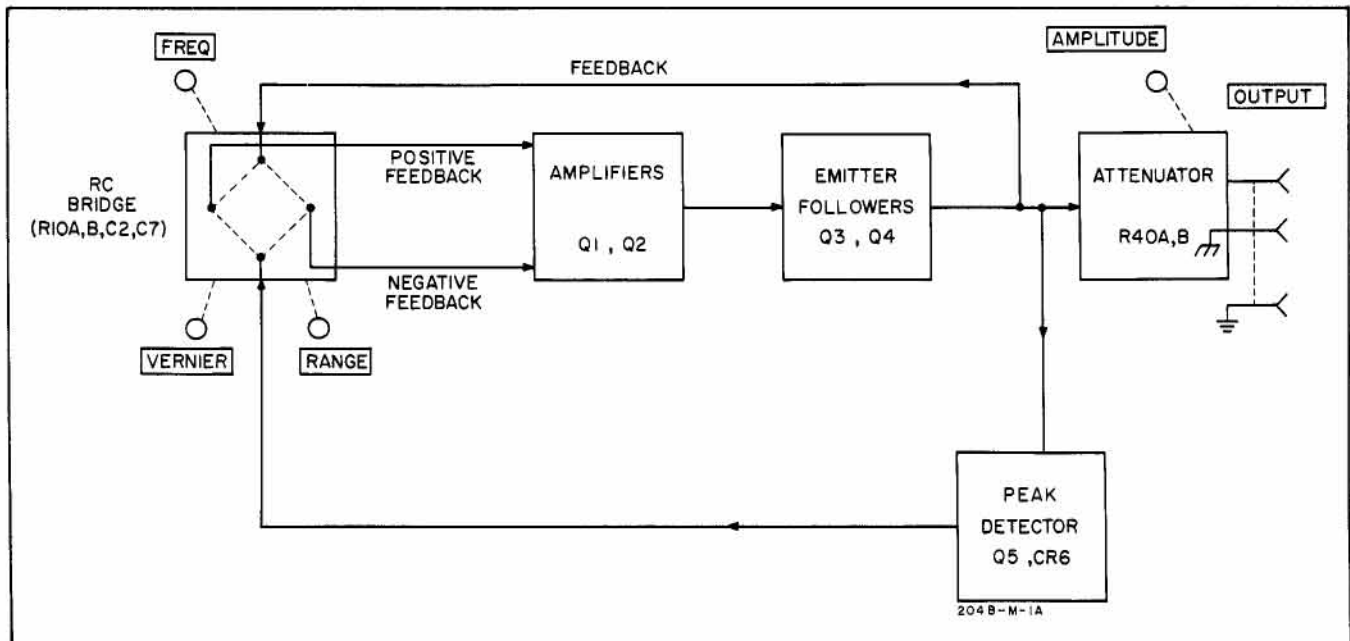 FREQ
AMPLITUDE
FEEDBACK
OUTPUT
POSITIVE
FEEDBACK
RC
BRIDGE
(R10A,B,C2,C7)
AMPLIFIERS
Q1 , Q2
EMITTER
FOLLOWERS
Q3 , Q4
ATTENUATOR
R40A,B
NEGATIVE
FEEDBACK
VERNIER
RANGE
PEAK
DETECTOR
Q5 ,CR6
204B-M-1A